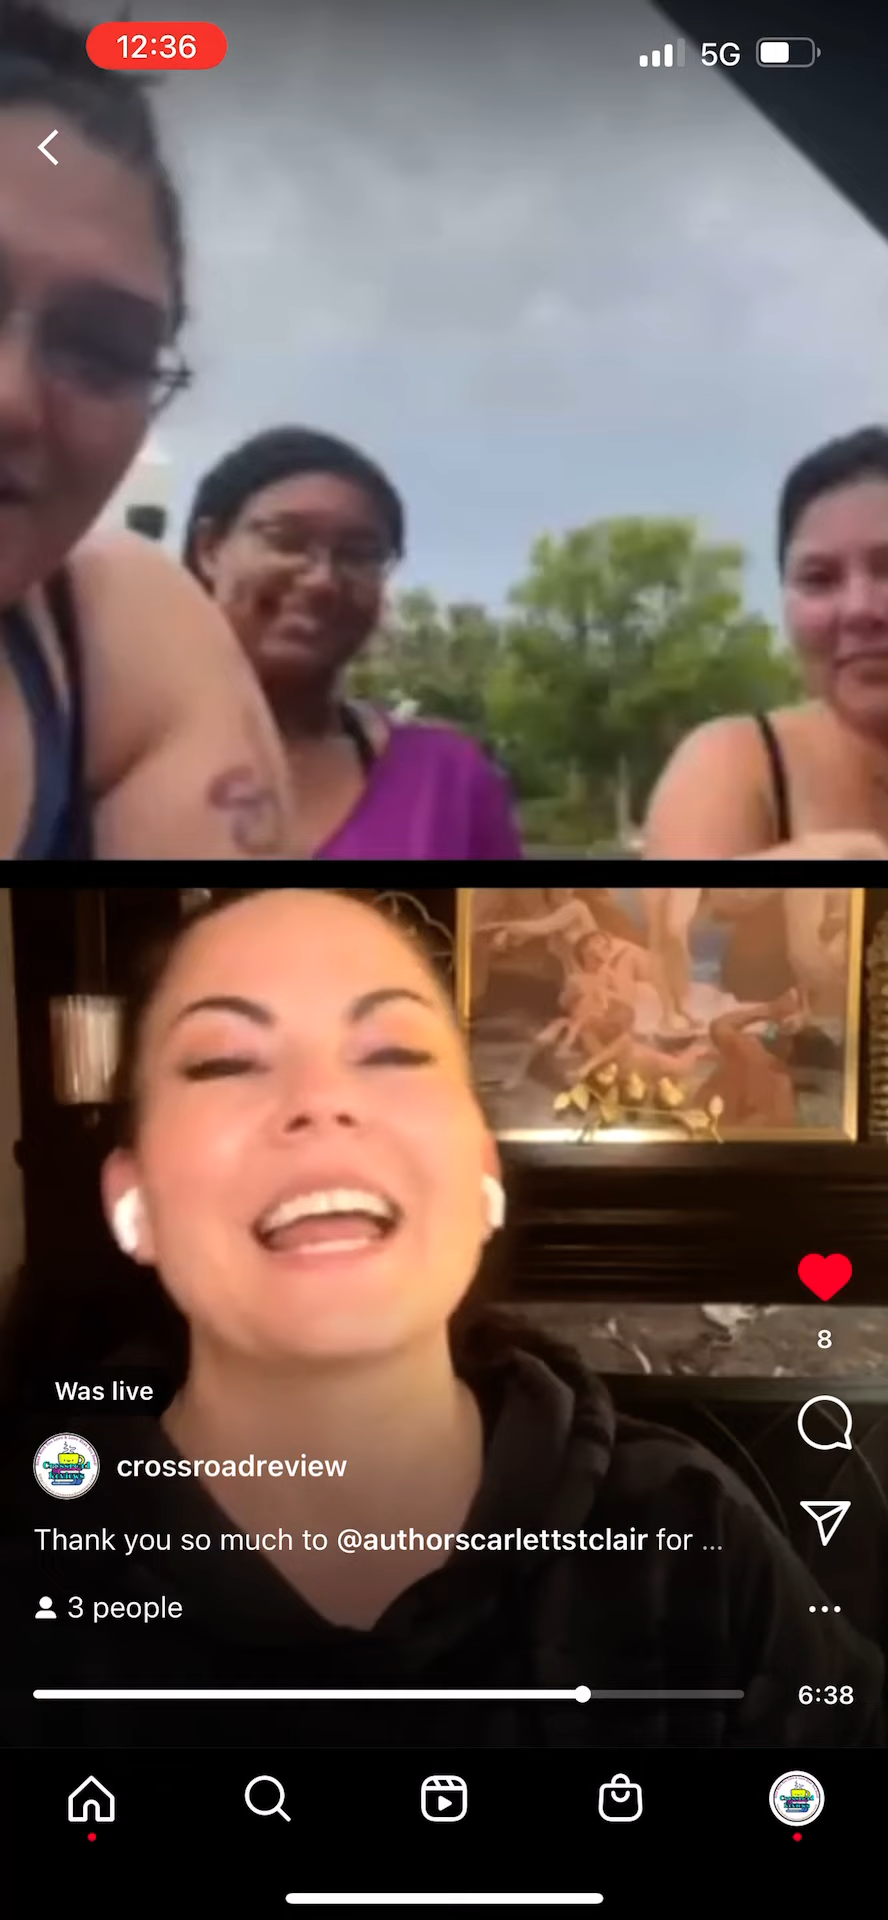 12:36
5G
8
Was live
crossroadreview
Thank you so much to @authorscarlettstclair for ...
3 people
6:38